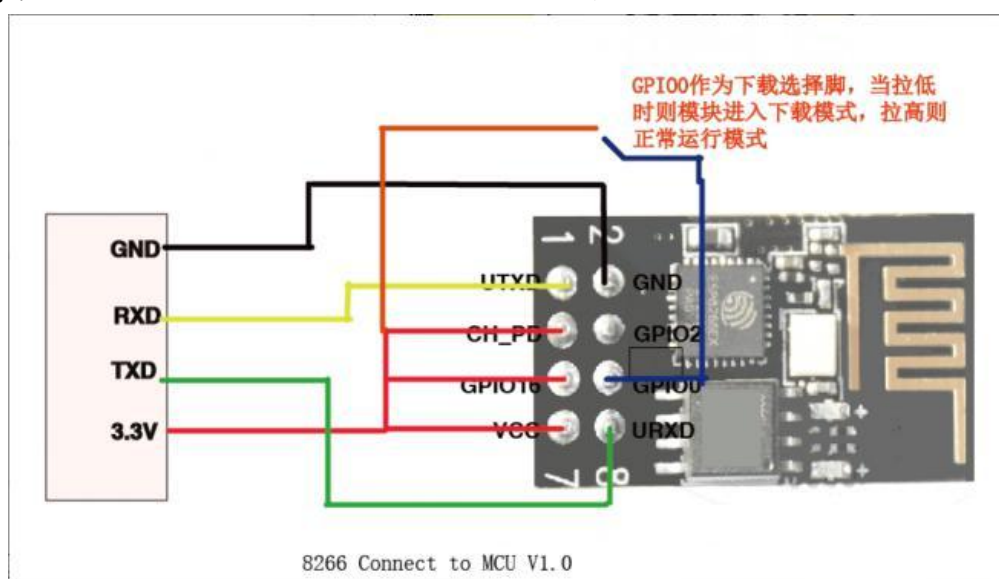 GPIO0作为下载选择脚，当拉低
时则模块进入下载模式，拉高则
正常运行模式
GND
RXD
TXD
3.3V
1 2
UTXD GND
CH_PD GPIO2
GPIO16 GPIO0
VCC URXD
7 8
8266 Connect to MCU V1.0